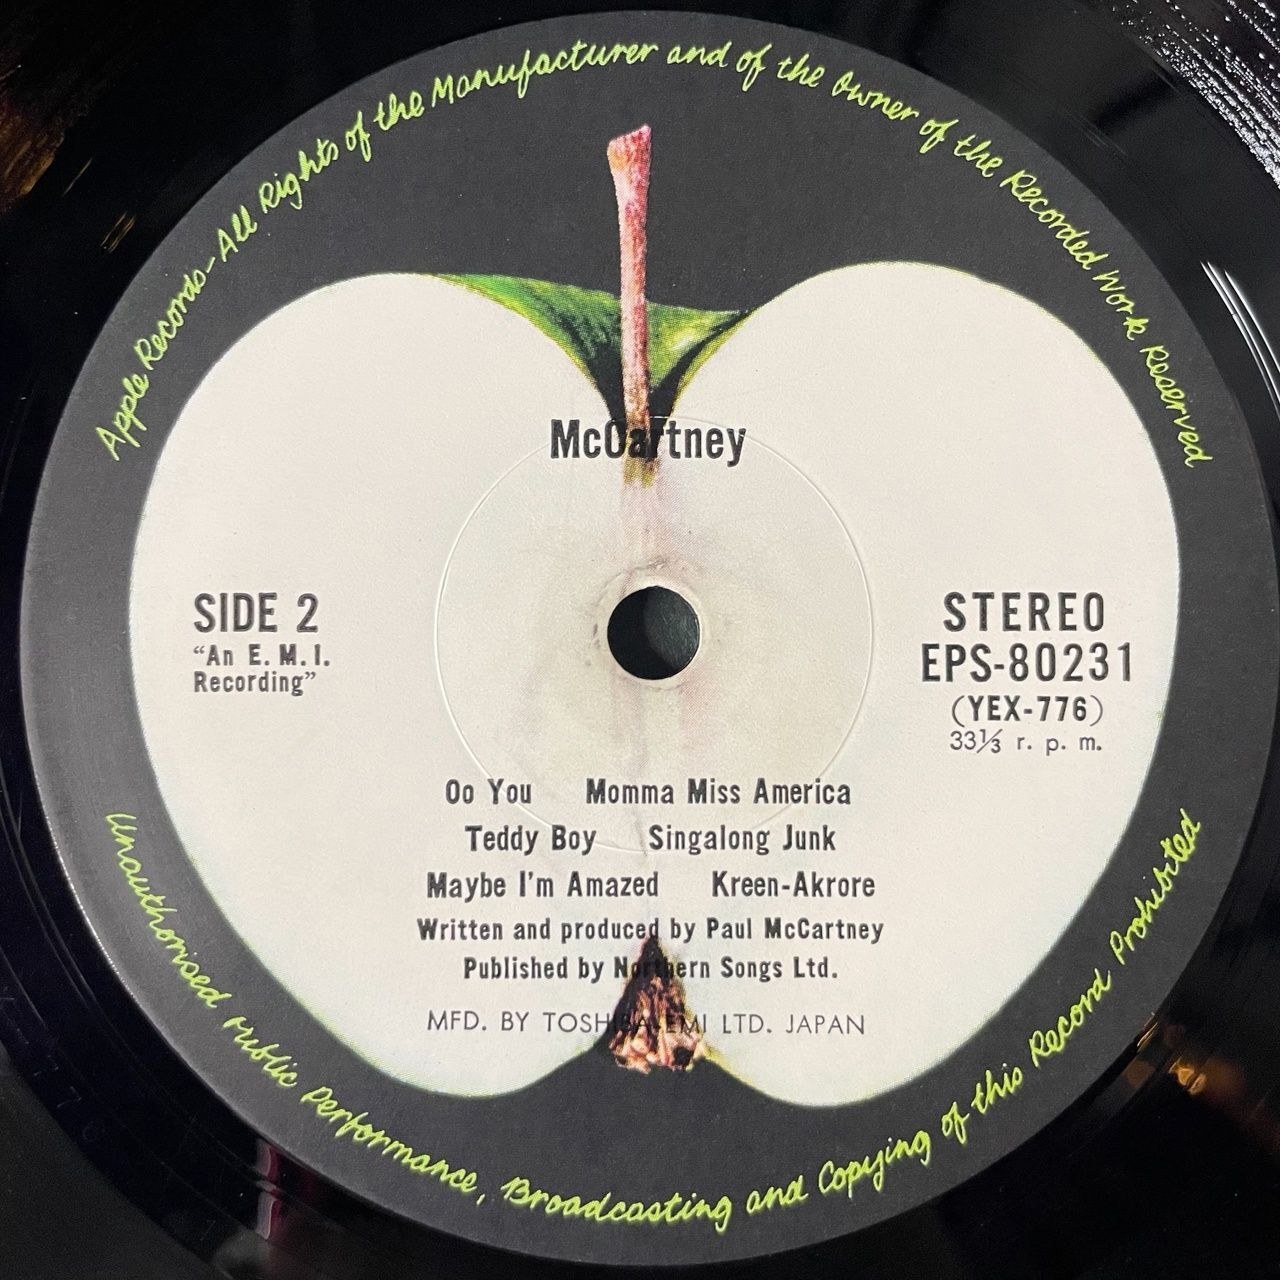 Apple Records-All Rights of the Manufacturer and of the Owner of the Recorded Work Reserved
McCartney
SIDE 2
"An E. M. I.
Recording"
STEREO
EPS-80231
(YEX-776)
33⅓ r. p. m.
Oo You Momma Miss America
Teddy Boy Singalong Junk
Maybe I'm Amazed Kreen-Akrore
Written and produced by Paul McCartney
Published by Northern Songs Ltd.
MFD. BY TOSHIBA-EMI LTD. JAPAN
Unauthorised Public Performance, Broadcasting and Copying of this Record Prohibited